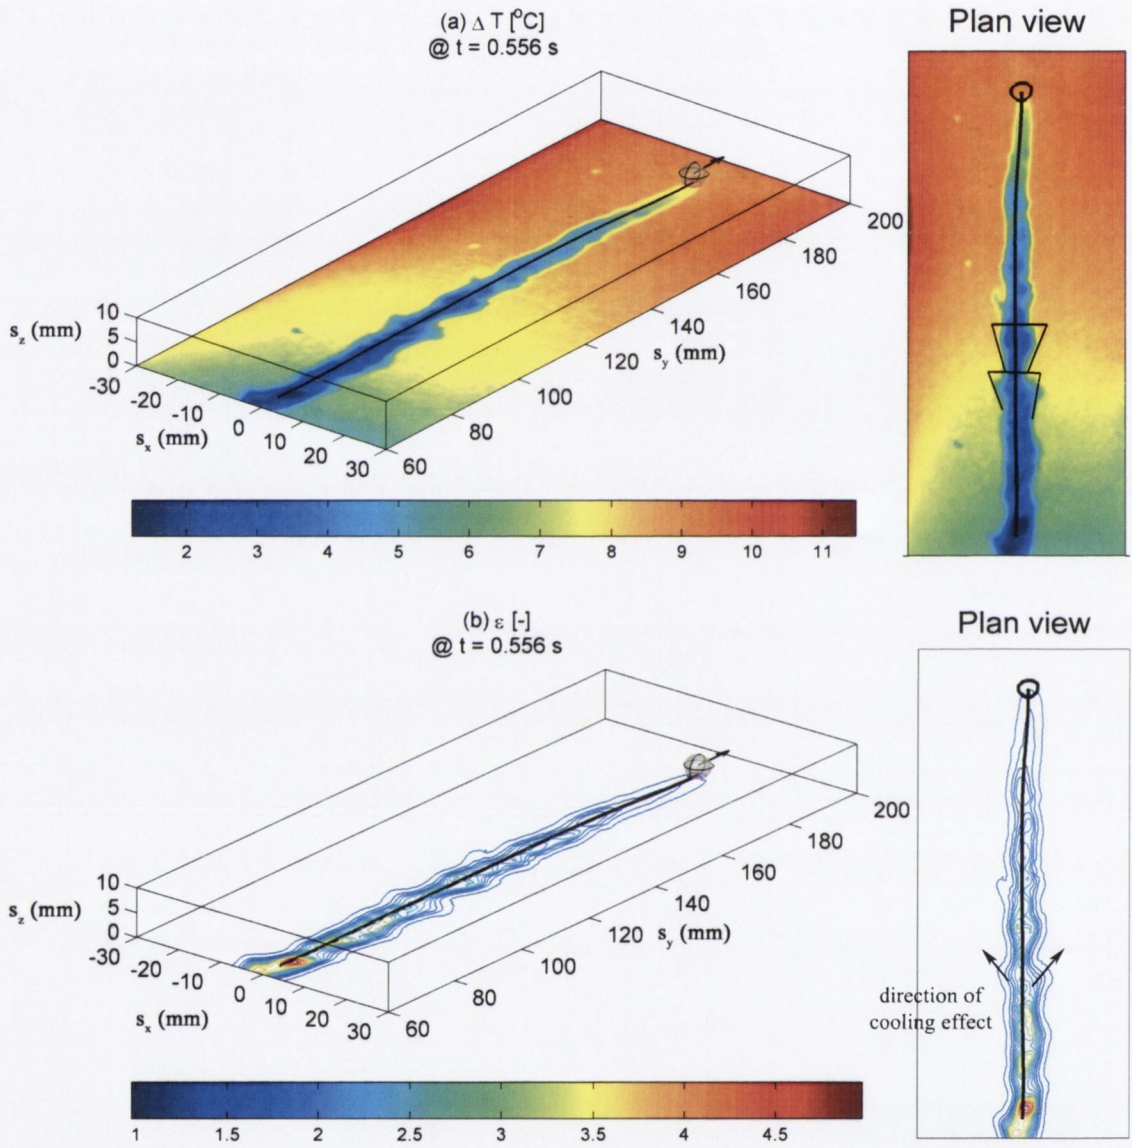 (a) Δ T [°C]
@ t = 0.556 s
Plan view
10
5
0
s_z (mm)
-30
-20
-10
0
10
20
30
s_x (mm)
60
80
100
120
140
160
180
200
s_y (mm)
2 3 4 5 6 7 8 9 10 11
(b) ε [-]
@ t = 0.556 s
Plan view
10
5
0
s_z (mm)
-30
-20
-10
0
10
20
30
s_x (mm)
60
80
100
120
140
160
180
200
s_y (mm)
direction of
cooling effect
1 1.5 2 2.5 3 3.5 4 4.5